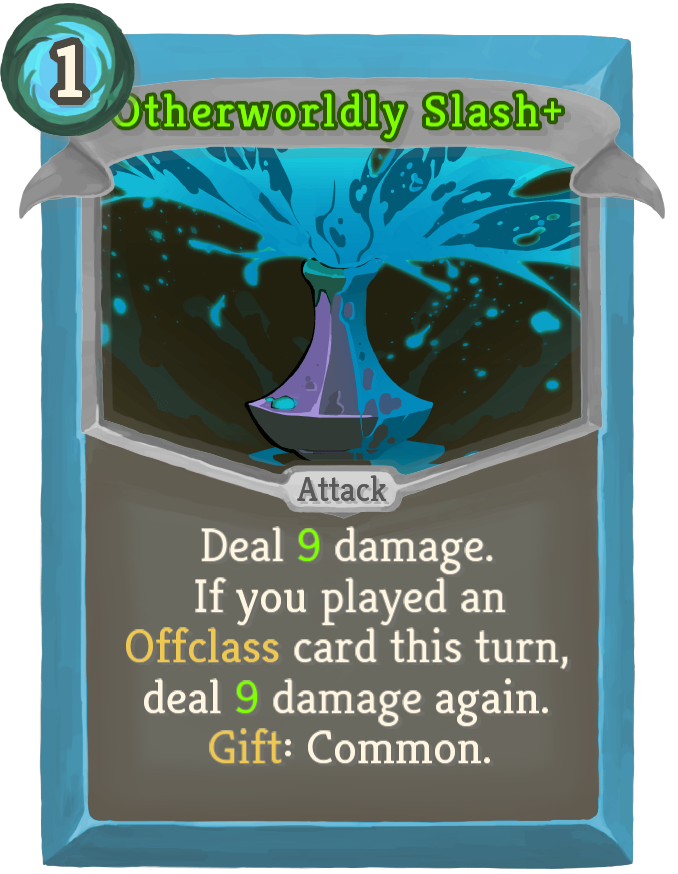 1
Otherworldly Slash+
Attack
Deal 9 damage.
If you played an
Offclass card this turn,
deal 9 damage again.
Gift: Common.